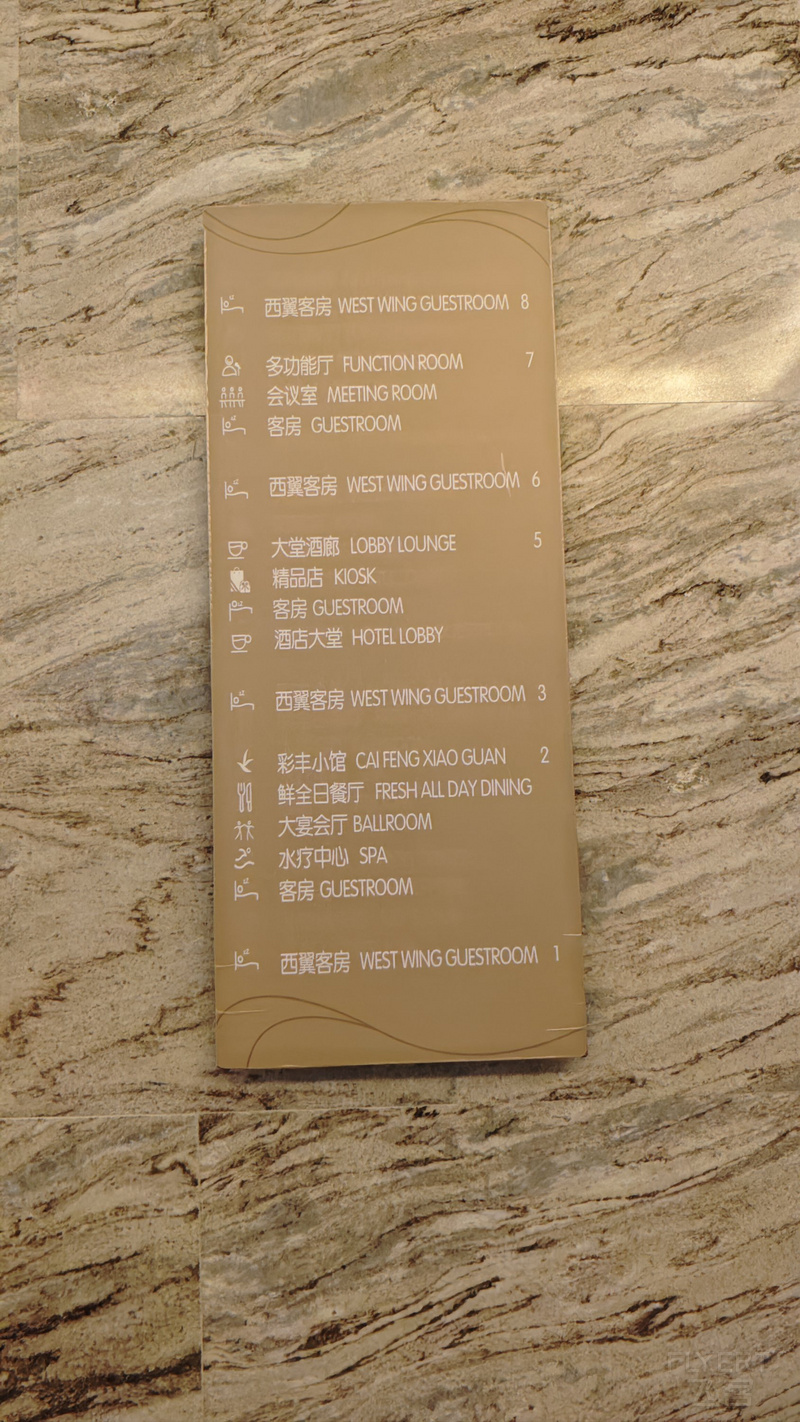 西翼客房 WEST WING GUESTROOM 8
多功能厅 FUNCTION ROOM 7
会议室 MEETING ROOM
客房 GUESTROOM
西翼客房 WEST WING GUESTROOM 6
大堂酒廊 LOBBY LOUNGE 5
精品店 KIOSK
客房 GUESTROOM
酒店大堂 HOTEL LOBBY
西翼客房 WEST WING GUESTROOM 3
彩丰小馆 CAI FENG XIAO GUAN 2
鲜全日餐厅 FRESH ALL DAY DINING
大宴会厅 BALLROOM
水疗中心 SPA
客房 GUESTROOM
西翼客房 WEST WING GUESTROOM 1